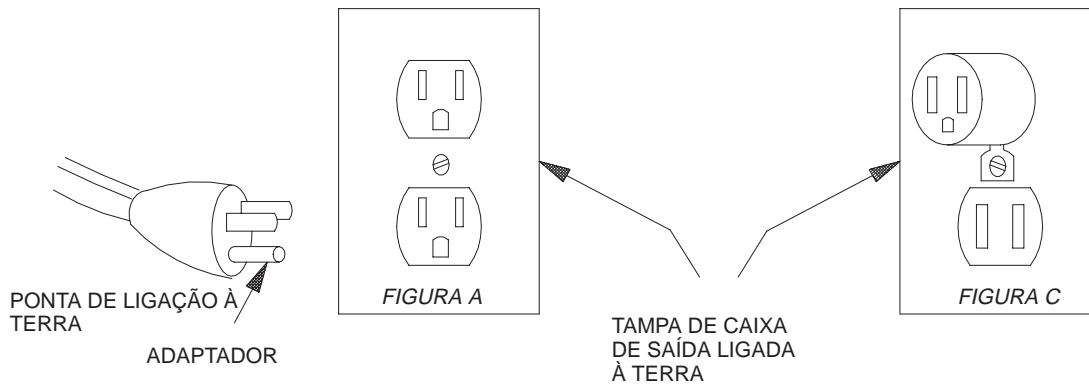 FIGURA A
FIGURA C
PONTA DE LIGAÇÃO À
TERRA
ADAPTADOR
TAMPA DE CAIXA
DE SAÍDA LIGADA
À TERRA